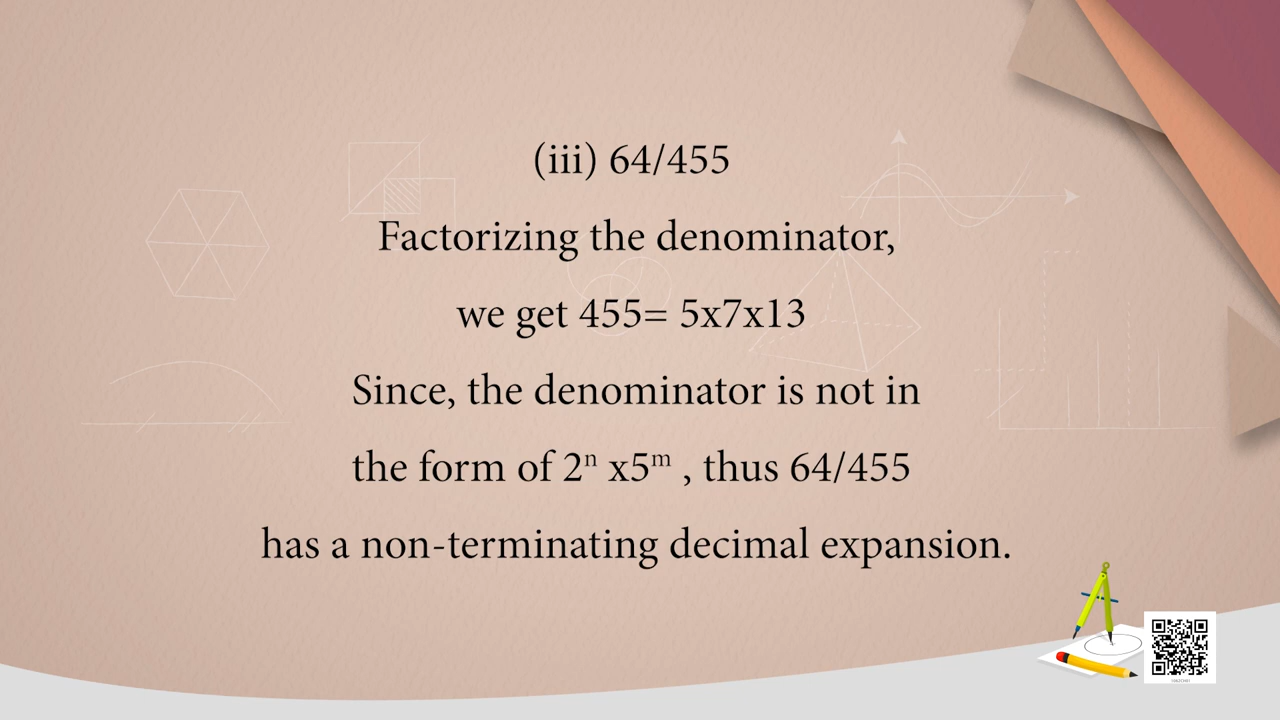 (iii) 64/455
Factorizing the denominator,
we get 455= 5x7x13
Since, the denominator is not in
the form of 2ⁿ x5ᵐ , thus 64/455
has a non-terminating decimal expansion.